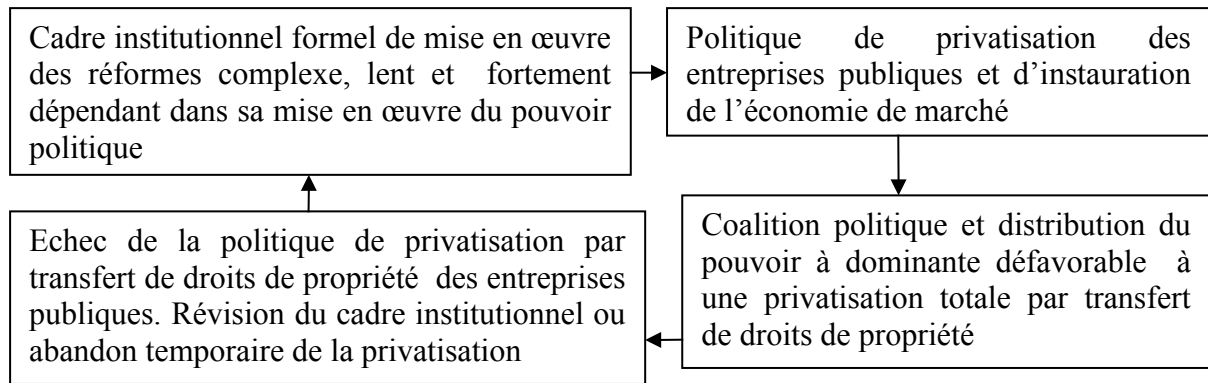 Cadre institutionnel formel de mise en œuvre
des réformes complexe, lent et fortement
dépendant dans sa mise en œuvre du pouvoir
politique
Politique de privatisation des
entreprises publiques et d’instauration
de l’économie de marché
Coalition politique et distribution du
pouvoir à dominante défavorable à
une privatisation totale par transfert
de droits de propriété
Echec de la politique de privatisation par
transfert de droits de propriété des entreprises
publiques. Révision du cadre institutionnel ou
abandon temporaire de la privatisation